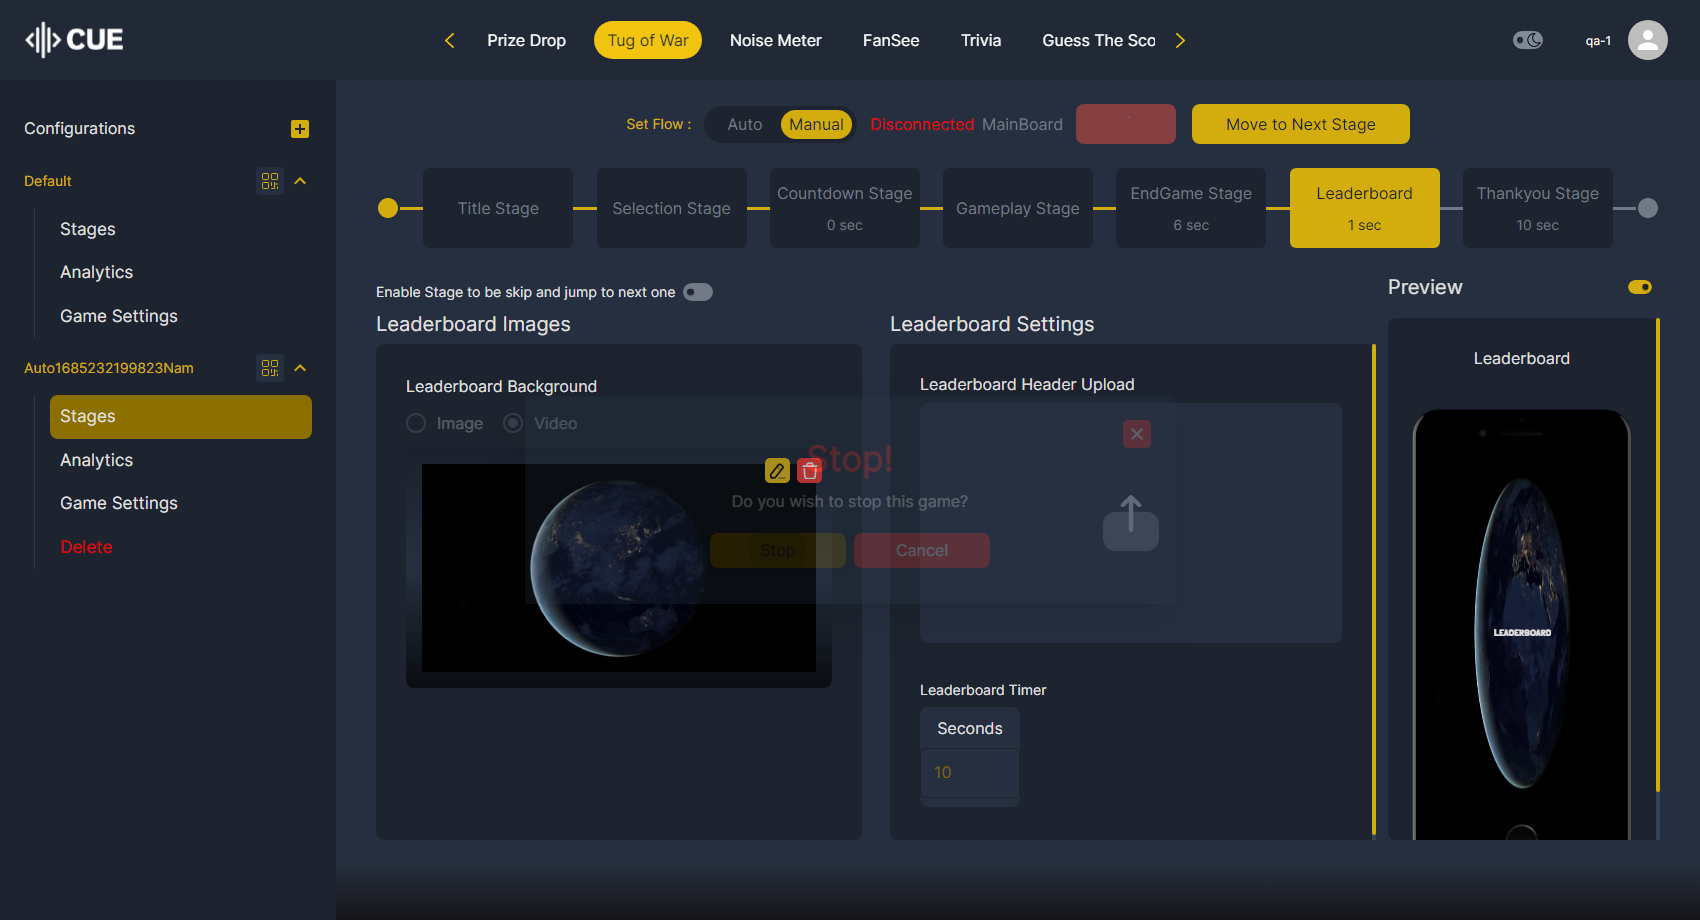 CUE
Prize Drop
Tug of War
Noise Meter
FanSee
Trivia
Guess The Sco
qa-1
Configurations
Default
Stages
Analytics
Game Settings
Auto1685232199823Nam
Stages
Analytics
Game Settings
Delete
Set Flow :
Auto
Manual
Disconnected MainBoard
Move to Next Stage
Title Stage
Selection Stage
Countdown Stage
0 sec
Gameplay Stage
EndGame Stage
6 sec
Leaderboard
1 sec
Thankyou Stage
10 sec
Enable Stage to be skip and jump to next one
Leaderboard Images
Leaderboard Background
Image
Video
Stop!
Do you wish to stop this game?
Stop
Cancel
Leaderboard Settings
Leaderboard Header Upload
Leaderboard Timer
Seconds
10
Preview
Leaderboard
LEADERBOARD